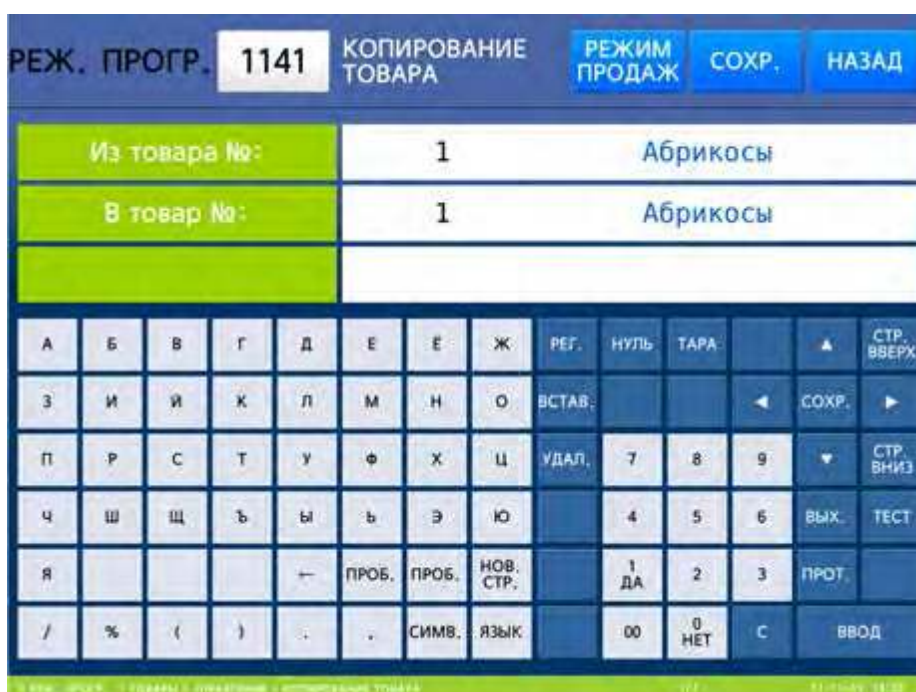 РЕЖ. ПРОГР. 1141 КОПИРОВАНИЕ ТОВАРА РЕЖИМ ПРОДАЖ СОХР. НАЗАД
Из товара №: 1 Абрикосы
В товар №: 1 Абрикосы
А Б В Г Д Е Ё Ж РЕГ. НУЛЬ ТАРА ▲ СТР. ВВЕРХ
З И Й К Л М Н О ВСТАВ. ◄ СОХР. ►
П Р С Т У Ф Х Ц УДАЛ. 7 8 9 ▼ СТР. ВНИЗ
Ч Ш Щ Ъ Ы Ь Э Ю 4 5 6 ВЫХ. ТЕСТ
Я ← ПРОБ. ПРОБ. НОВ. СТР. 1 ДА 2 3 ПРОТ.
/ % ( ) . СИМВ. ЯЗЫК 00 0 НЕТ С ВВОД